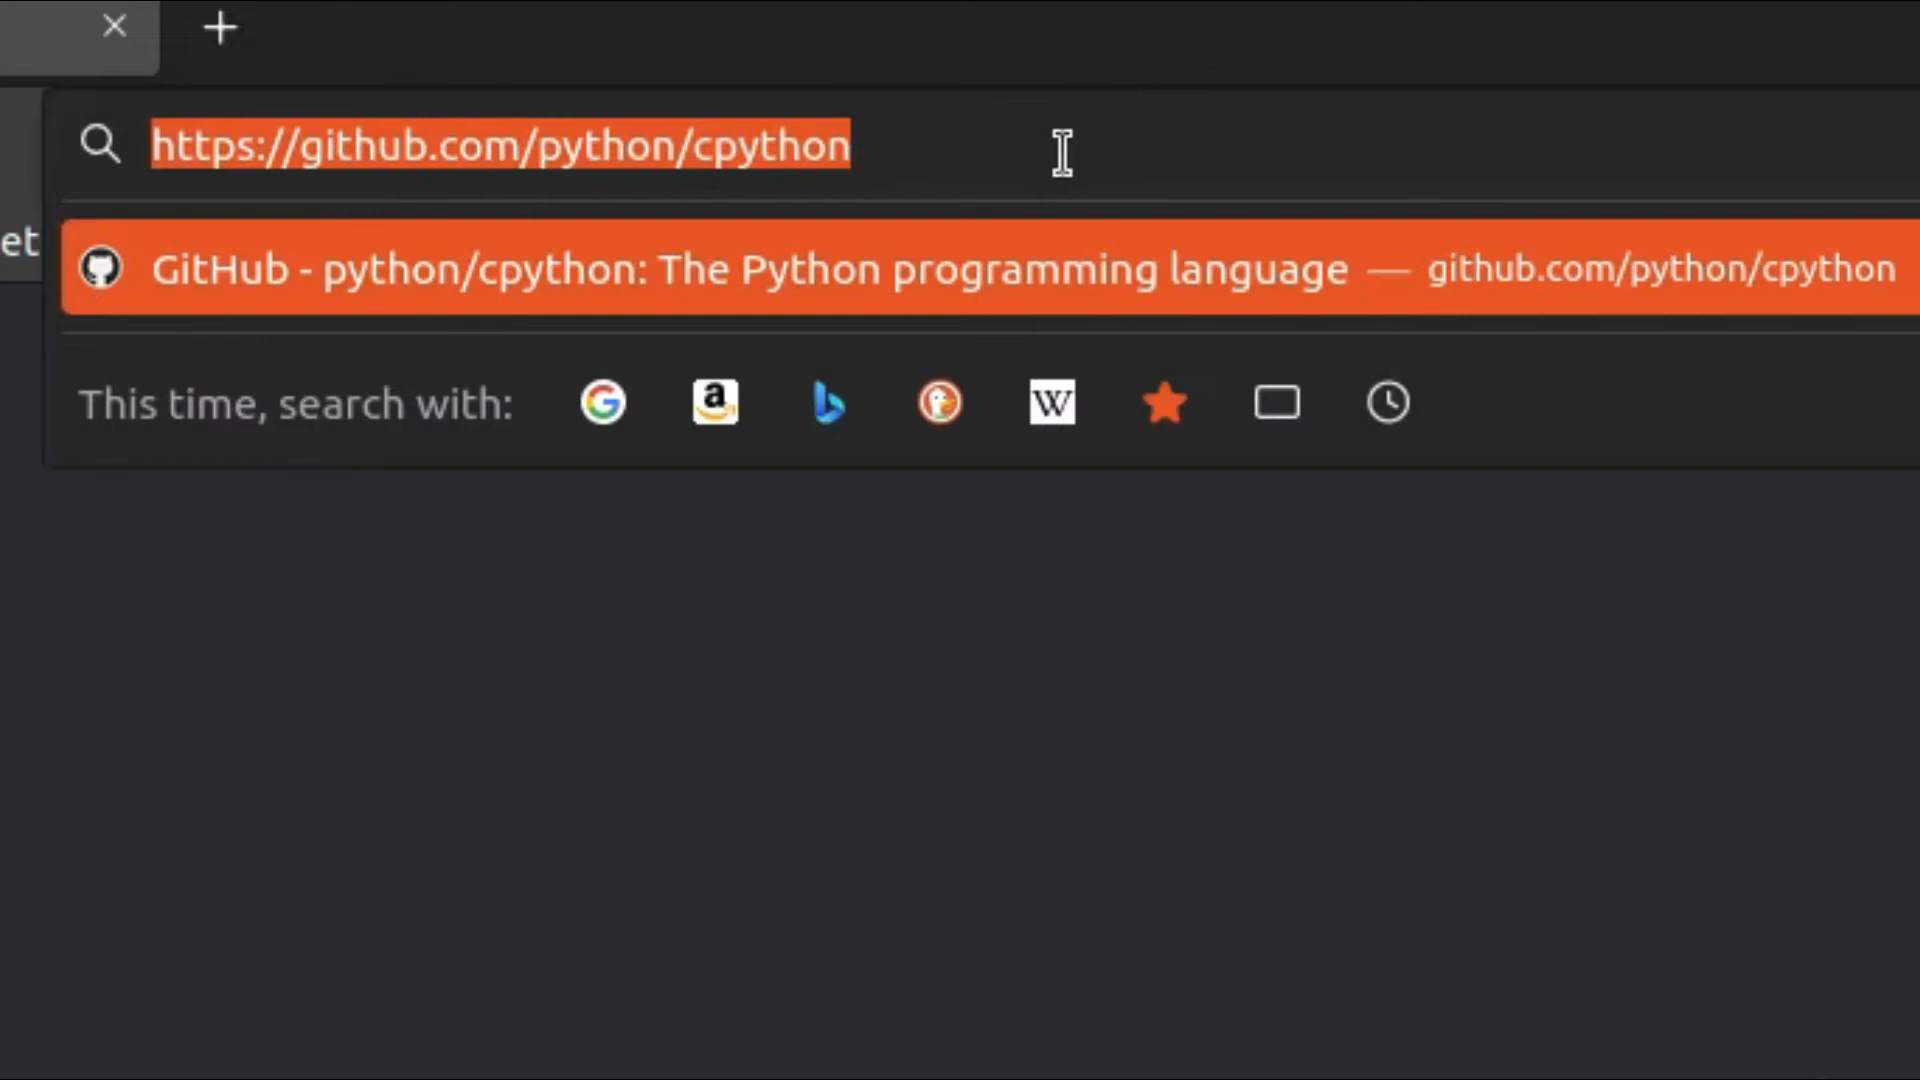 https://github.com/python/cpython
et
GitHub - python/cpython: The Python programming language — github.com/python/cpython
This time, search with:
G a b W